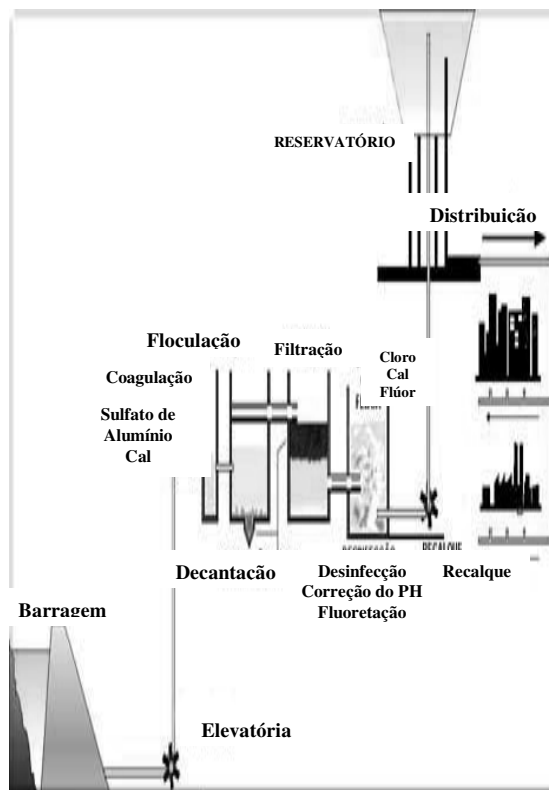 RESERVATÓRIO
Distribuicão
Floculação
Filtração
Coagulação
Cloro
Cal
Flúor
Sulfato de
Alumínio
Cal
Decantação
Desinfecção
Correção do PH
Fluoretação
Recalque
Barragem
Elevatória